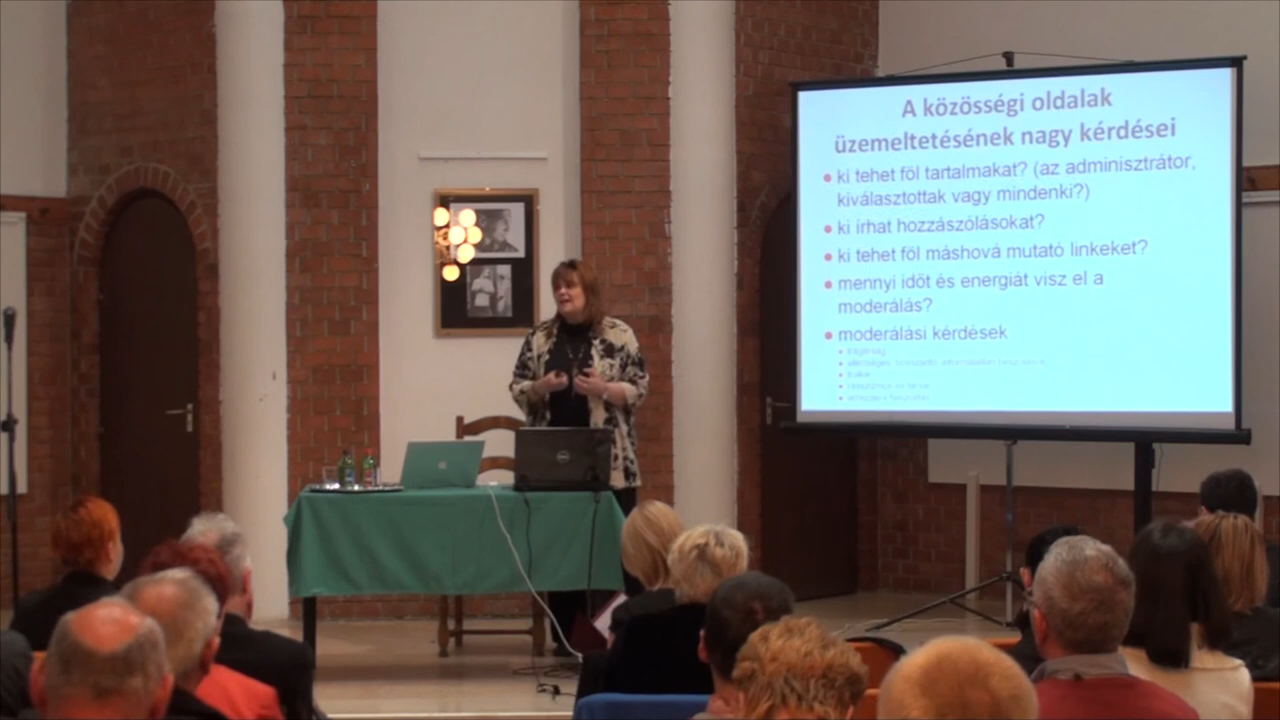 A közösségi oldalak
üzemeltetésének nagy kérdései
ki tehet föl tartalmakat? (az adminisztrátor,
kiválasztottak vagy mindenki?)
ki írhat hozzászólásokat?
ki tehet föl máshová mutató linkeket?
mennyi időt és energiát visz el a
moderálás?
moderálási kérdések
DELL